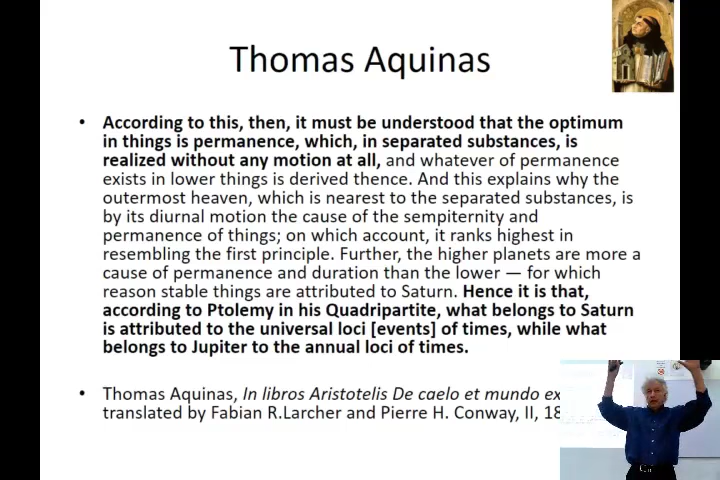 Thomas Aquinas
• According to this, then, it must be understood that the optimum
in things is permanence, which, in separated substances, is
realized without any motion at all, and whatever of permanence
exists in lower things is derived thence. And this explains why the
outermost heaven, which is nearest to the separated substances, is
by its diurnal motion the cause of the sempiternity and
permanence of things; on which account, it ranks highest in
resembling the first principle. Further, the higher planets are more a
cause of permanence and duration than the lower — for which
reason stable things are attributed to Saturn. Hence it is that,
according to Ptolemy in his Quadripartite, what belongs to Saturn
is attributed to the universal loci [events] of times, while what
belongs to Jupiter to the annual loci of times.
• Thomas Aquinas, In libros Aristotelis De caelo et mundo ex
translated by Fabian R.Larcher and Pierre H. Conway, II, 18